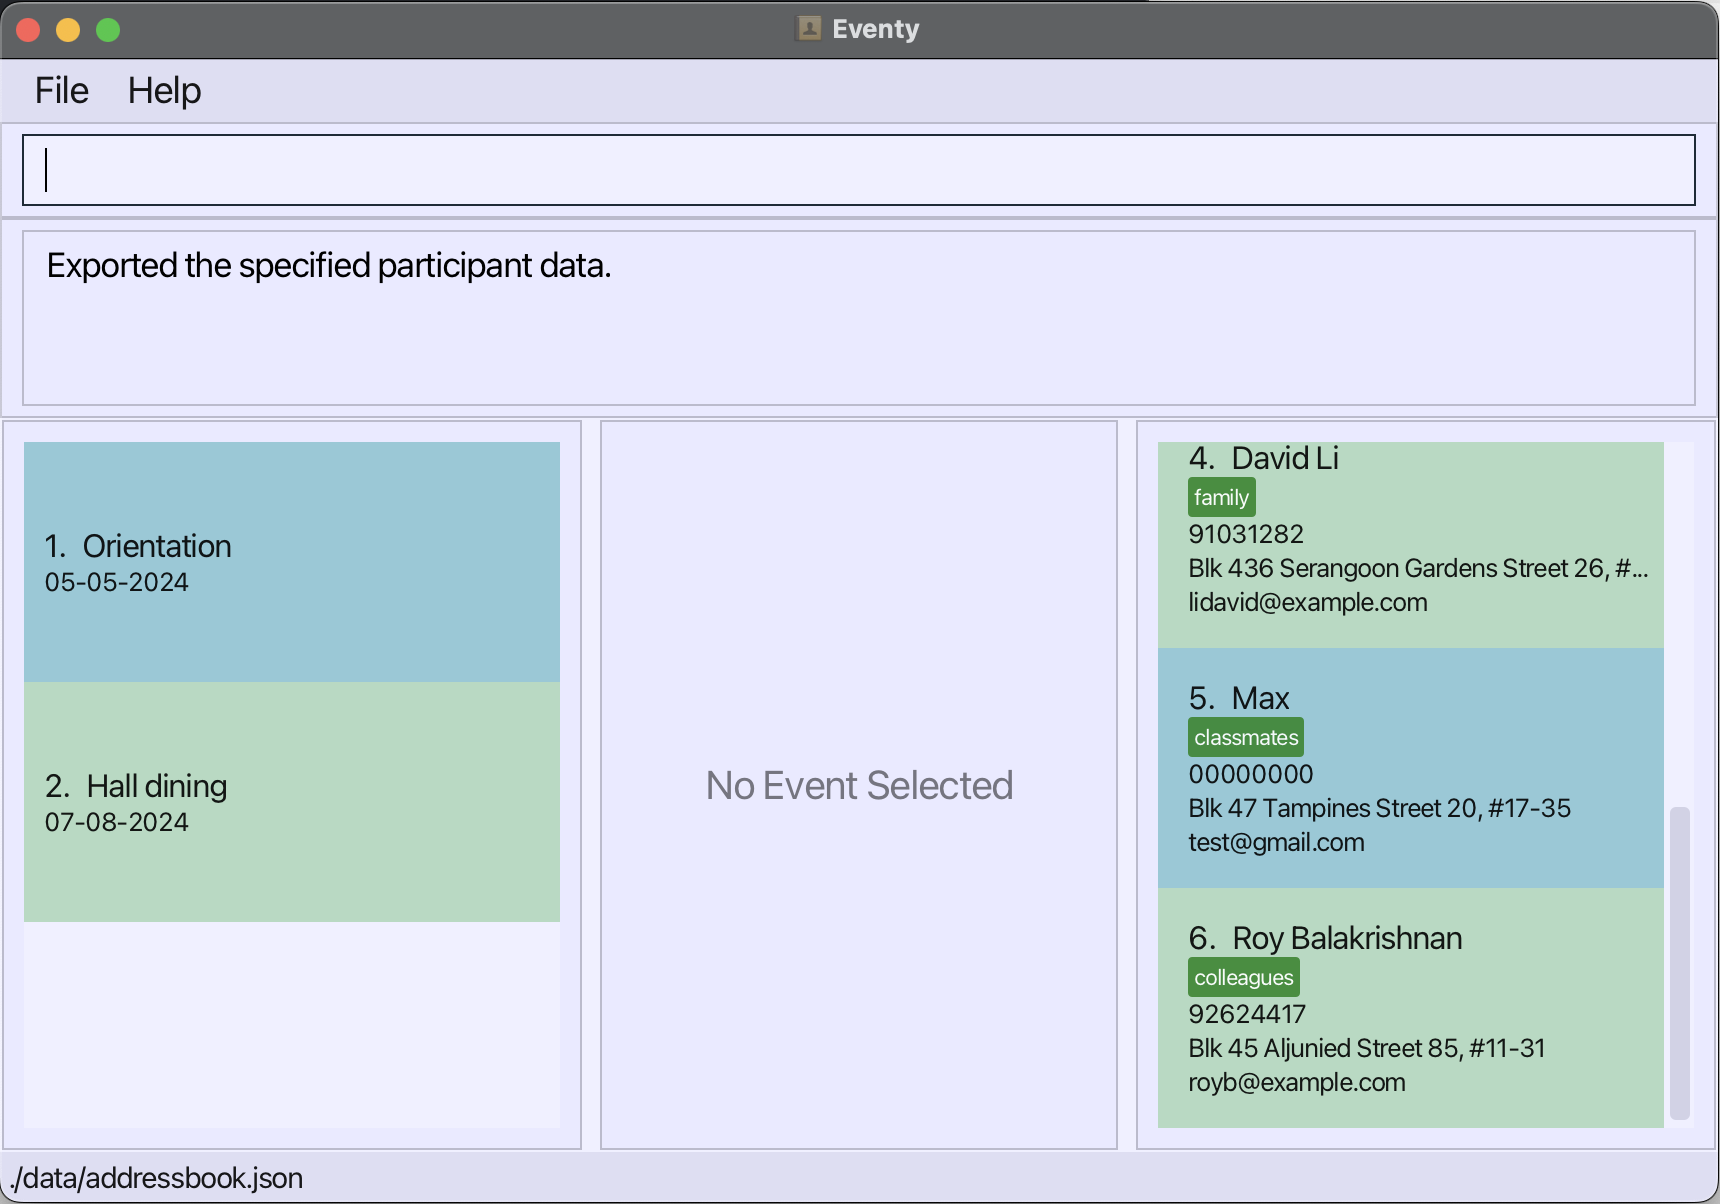 Eventy
File Help
Exported the specified participant data.
1. Orientation
05-05-2024
2. Hall dining
07-08-2024
No Event Selected
4. David Li
family
91031282
Blk 436 Serangoon Gardens Street 26, #...
lidavid@example.com
5. Max
classmates
00000000
Blk 47 Tampines Street 20, #17-35
test@gmail.com
6. Roy Balakrishnan
colleagues
92624417
Blk 45 Aljunied Street 85, #11-31
royb@example.com
./data/addressbook.json